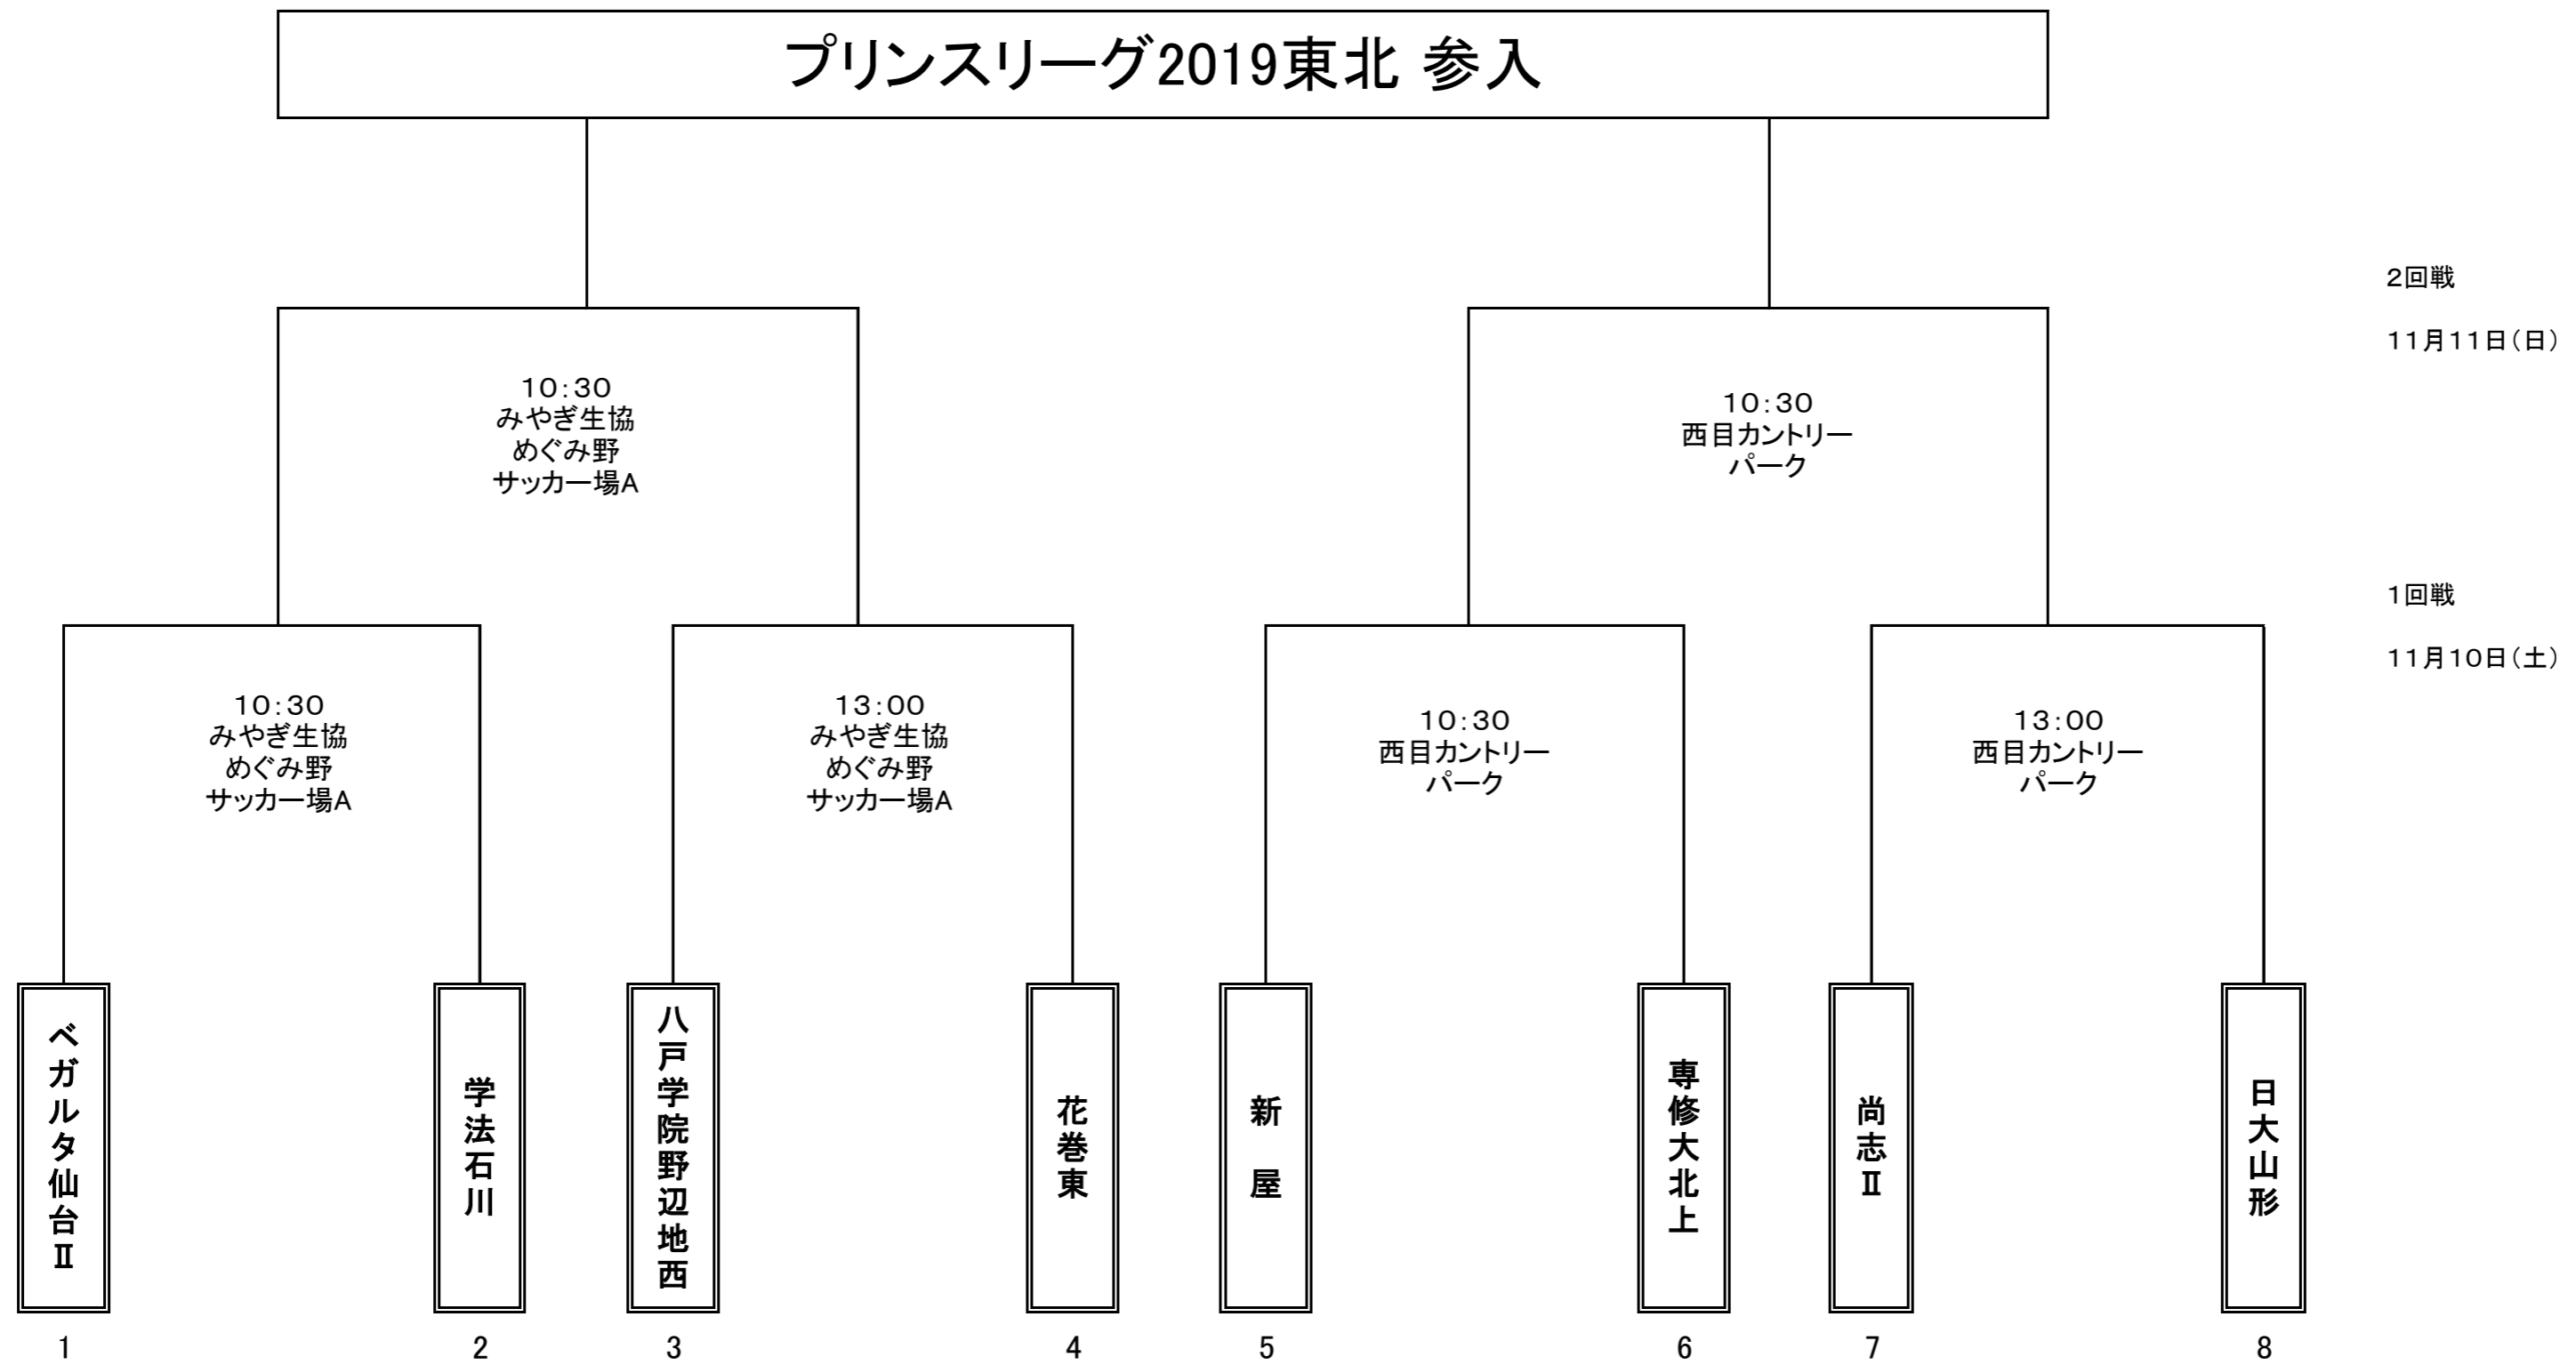 プリンスリーグ2019東北 参入
２回戦
１１月１１日（日）
１０：３０
みやぎ生協
めぐみ野
サッカー場A
１０：３０
西目カントリー
パーク
１回戦
１１月１０日（土）
１０：３０
みやぎ生協
めぐみ野
サッカー場A
１３：００
みやぎ生協
めぐみ野
サッカー場A
１０：３０
西目カントリー
パーク
１３：００
西目カントリー
パーク
ベガルタ仙台Ⅱ
学法石川
八戸学院野辺地西
花巻東
新　屋
専修大北上
尚志Ⅱ
日大山形
1
2
3
4
5
6
7
8